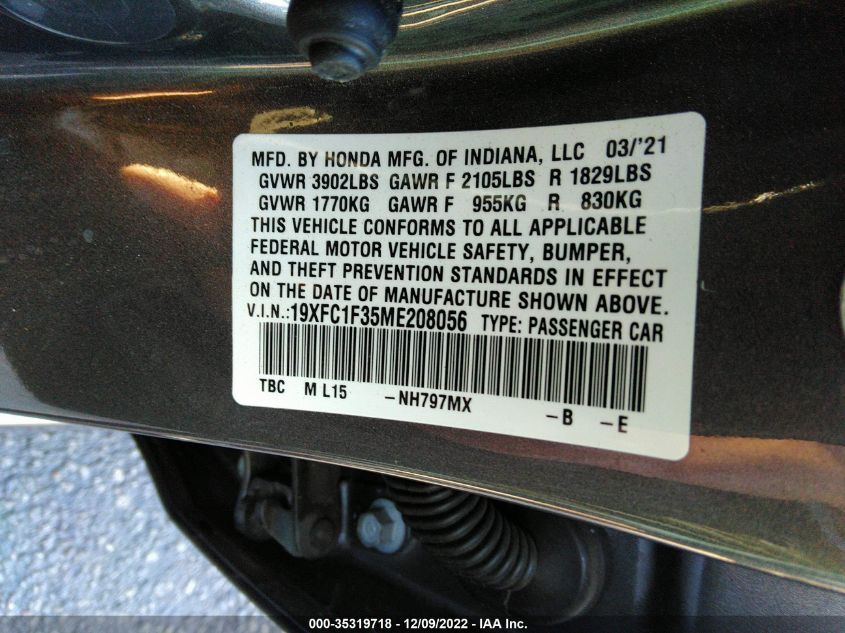 MFD. BY HONDA MFG. OF INDIANA, LLC 03/'21
GVWR 3902LBS GAWR F 2105LBS R 1829LBS
GVWR 1770KG GAWR F 955KG R 830KG
THIS VEHICLE CONFORMS TO ALL APPLICABLE
FEDERAL MOTOR VEHICLE SAFETY, BUMPER,
AND THEFT PREVENTION STANDARDS IN EFFECT
ON THE DATE OF MANUFACTURE SHOWN ABOVE.
V.I.N.:19XFC1F35ME208056 TYPE: PASSENGER CAR
TBC M L15 -NH797MX -B -E
000-35319718 - 12/09/2022 - IAA Inc.